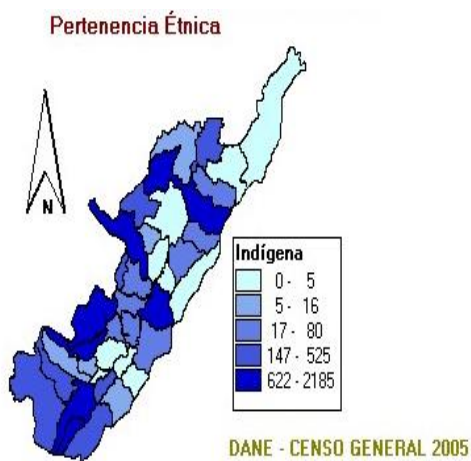 Pertenencia Étnica
N
Indígena
0 - 5
5 - 16
17 - 80
147 - 525
622 - 2185
DANE - CENSO GENERAL 2005